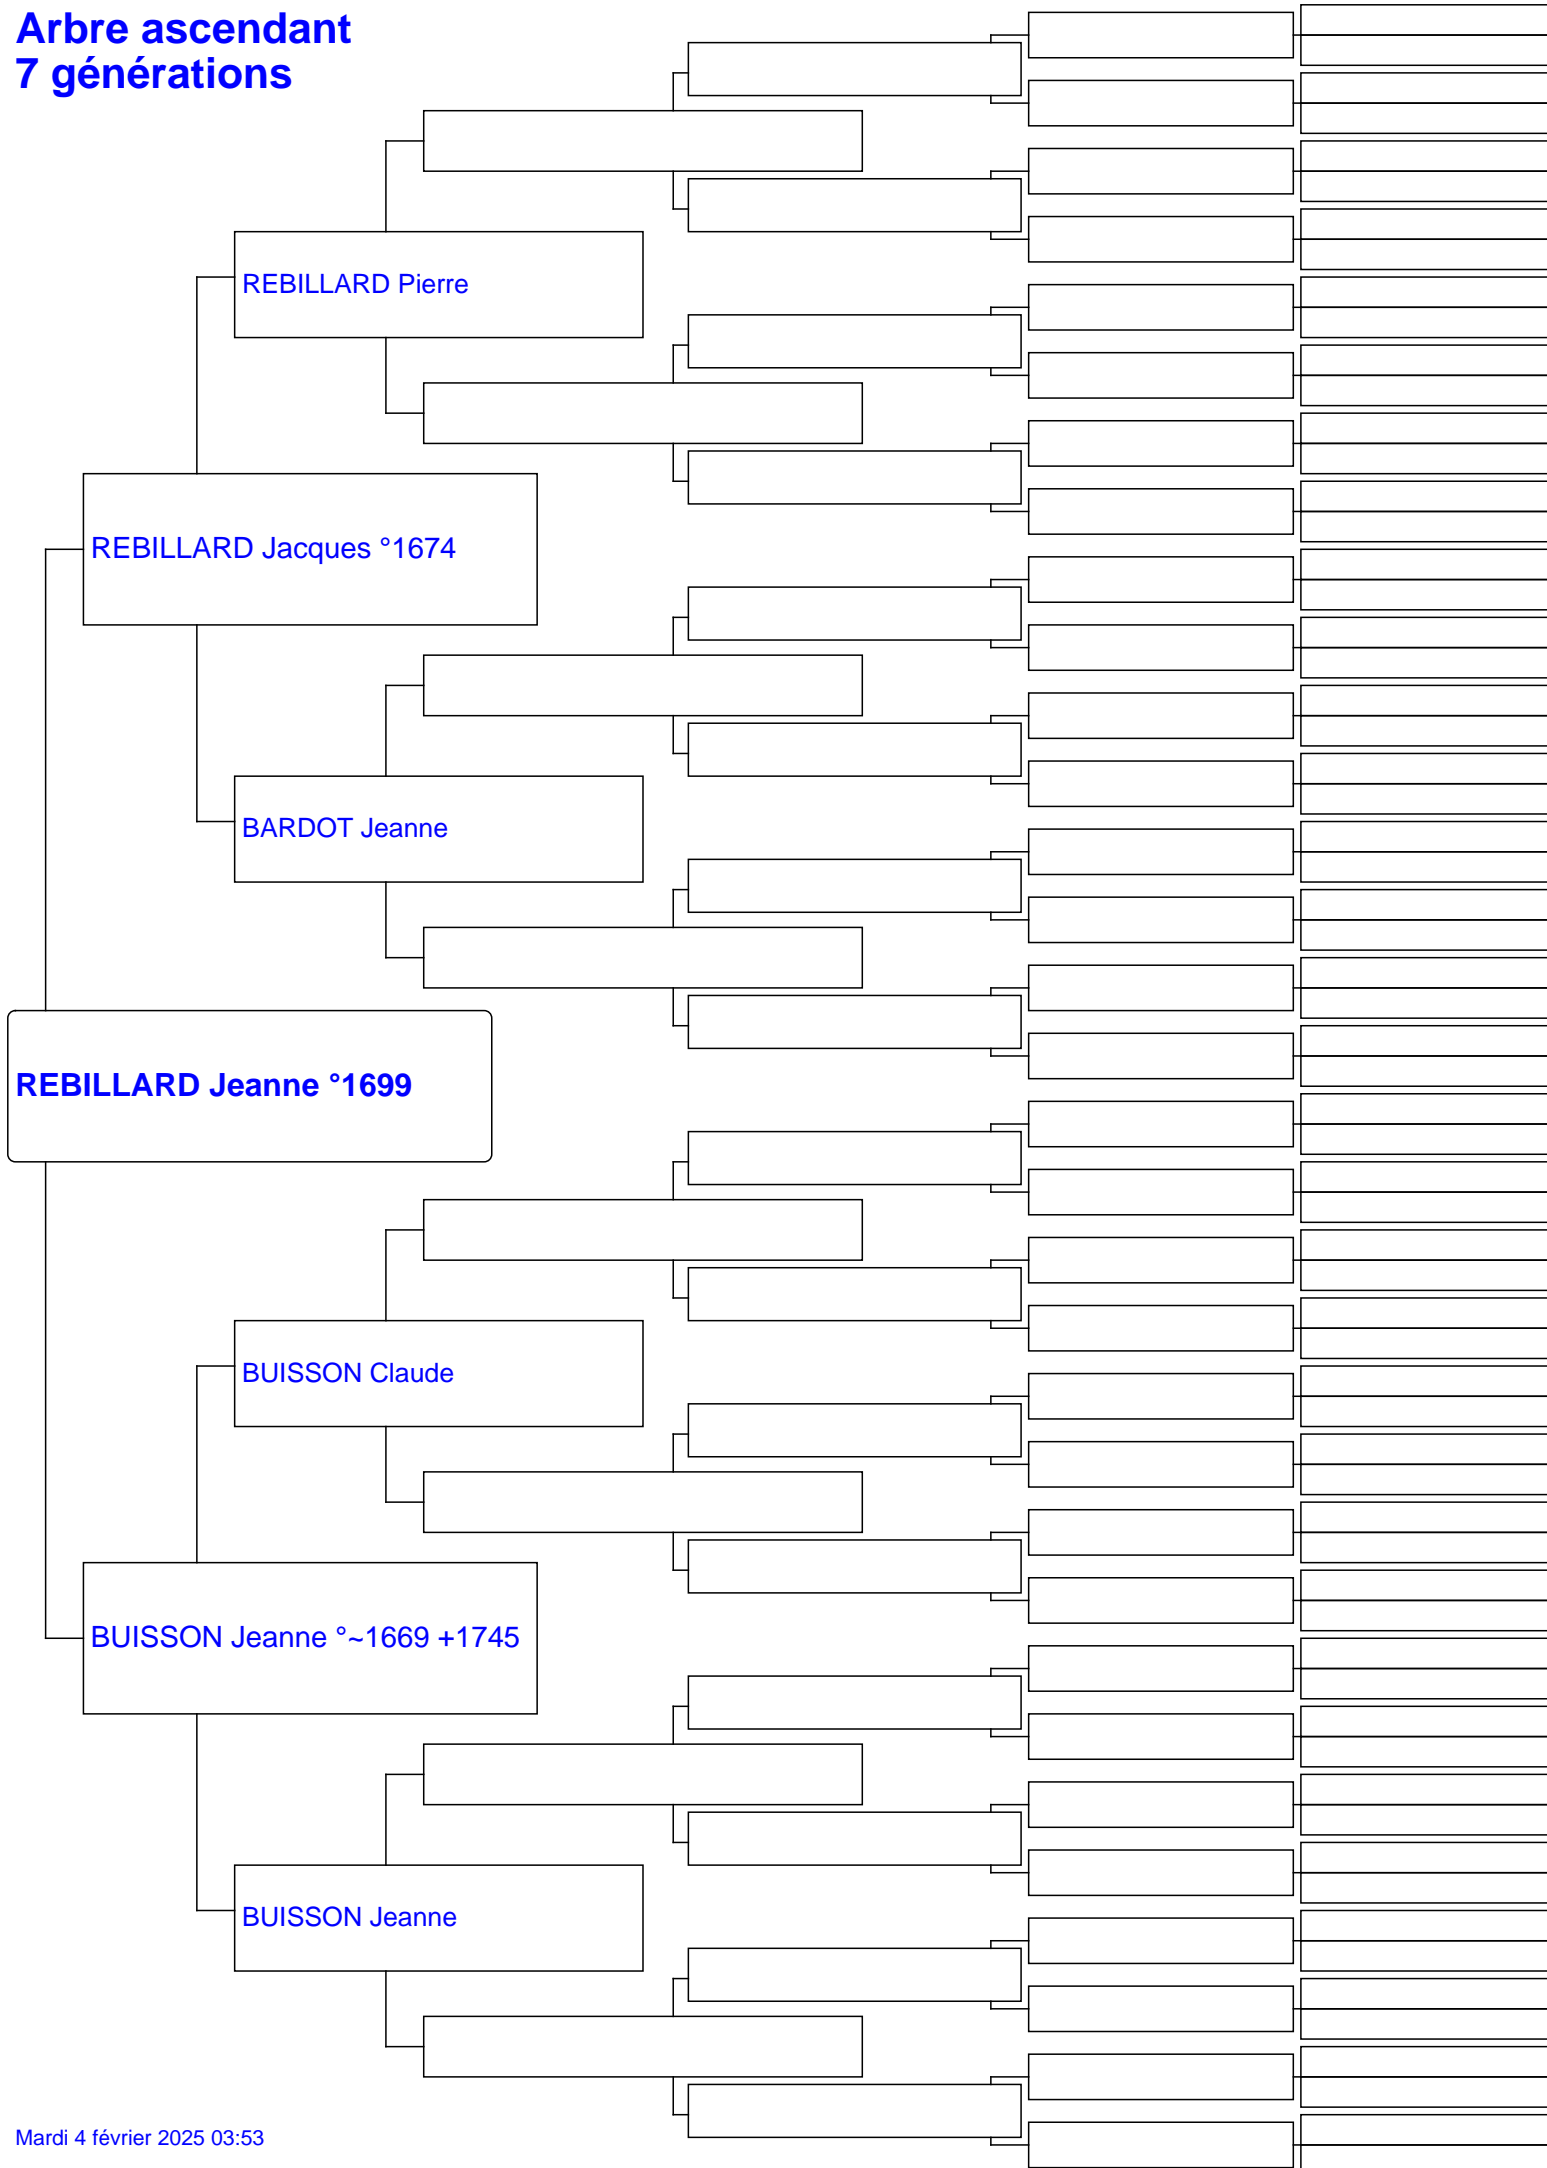 Arbre ascendant
7 générations
REBILLARD Pierre
REBILLARD Jacques °1674
BARDOT Jeanne
REBILLARD Jeanne °1699
BUISSON Claude
BUISSON Jeanne °~1669 +1745
BUISSON Jeanne
Mardi 4 février 2025 03:53